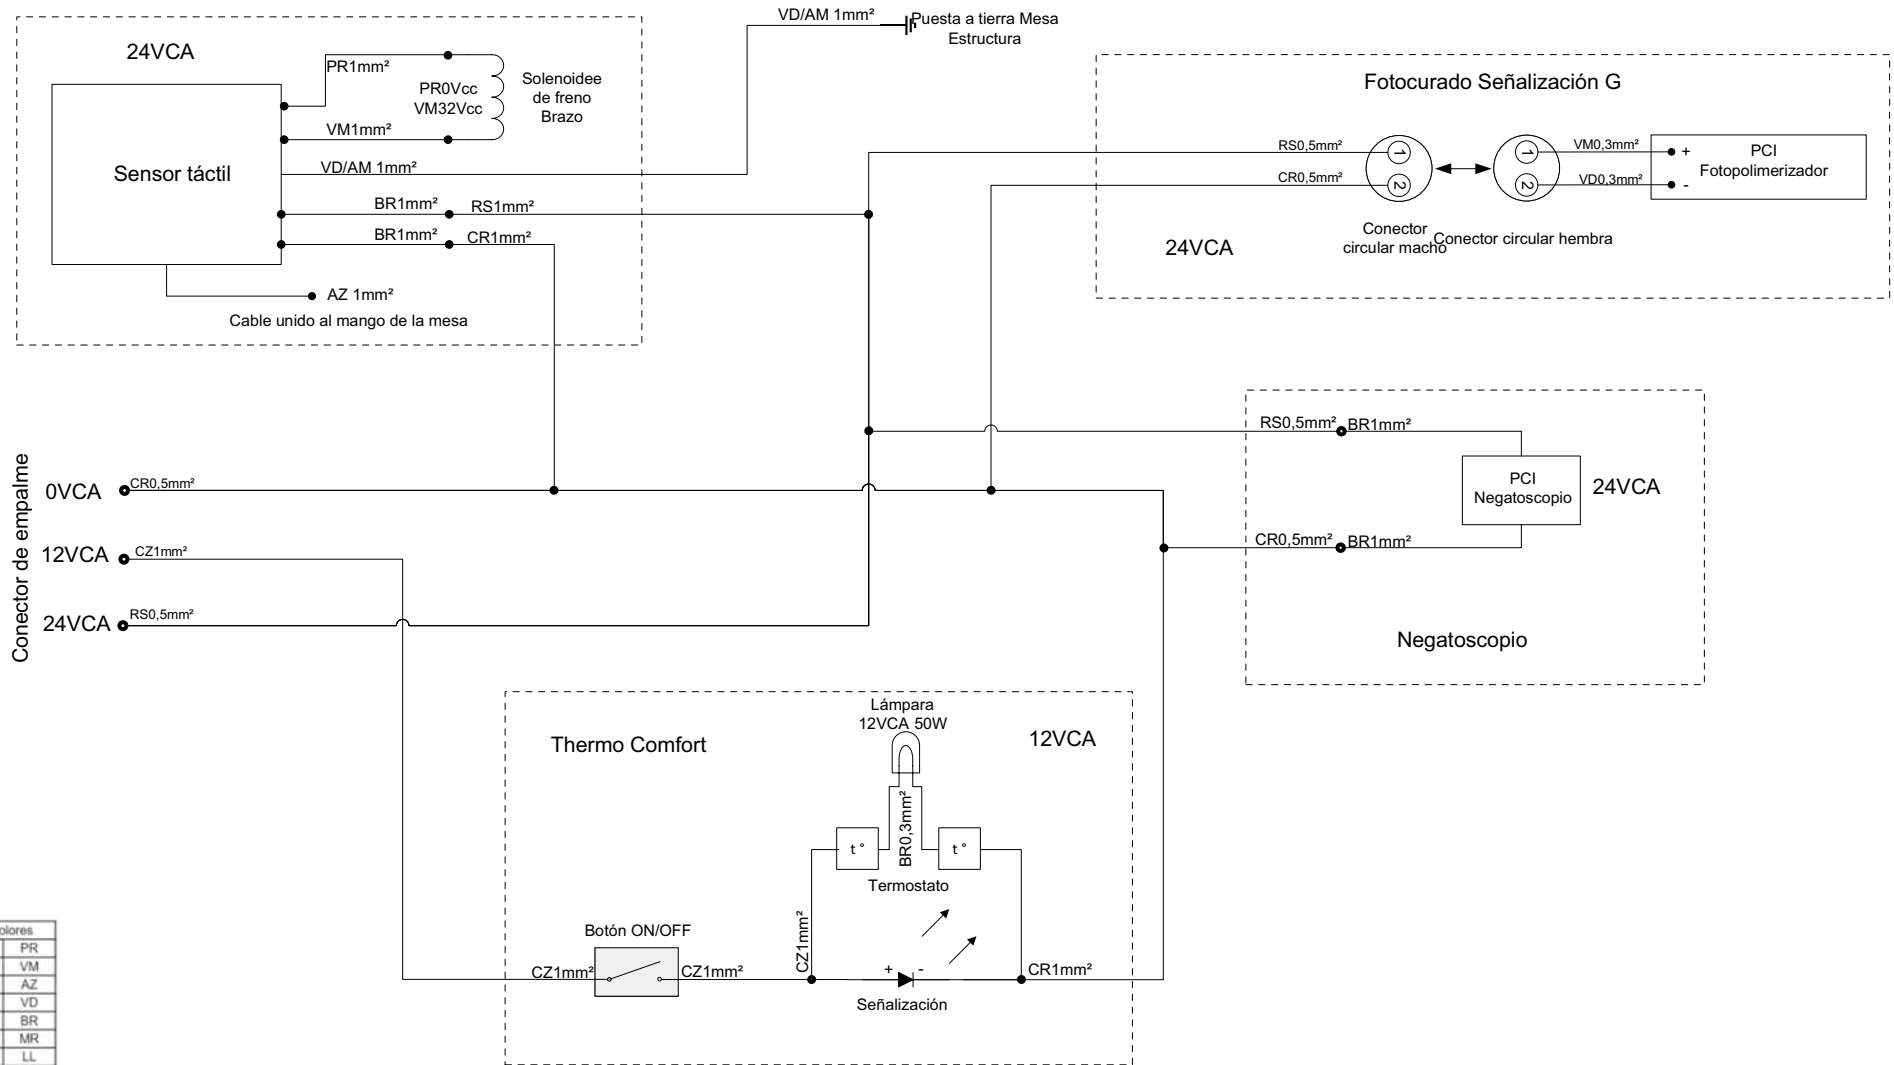 24VCA
PR1mm²
PR0Vcc
VM32Vcc
Solenoidee
de freno
Brazo
VM1mm²
Sensor táctil
VD/AM 1mm²
BR1mm²
RS1mm²
BR1mm²
CR1mm²
AZ 1mm²
Cable unido al mango de la mesa
VD/AM 1mm²
Puesta a tierra Mesa
Estructura
Fotocurado Señalización G
RS0,5mm²
CR0,5mm²
1
2
1
2
VM0,3mm²
VD0,3mm²
+
-
PCI
Fotopolimerizador
Conector
circular macho
Conector circular hembra
24VCA
RS0,5mm²
BR1mm²
PCI
Negatoscopio
24VCA
CR0,5mm²
BR1mm²
Negatoscopio
Conector de empalme
0VCA
CR0,5mm²
12VCA
CZ1mm²
24VCA
RS0,5mm²
Thermo Comfort
Lámpara
12VCA 50W
12VCA
BR0,3mm²
t °
t °
Termostato
CZ1mm²
Botón ON/OFF
CZ1mm²
CZ1mm²
+
-
CR1mm²
Señalización
PR
VM
AZ
VD
BR
MR
LL